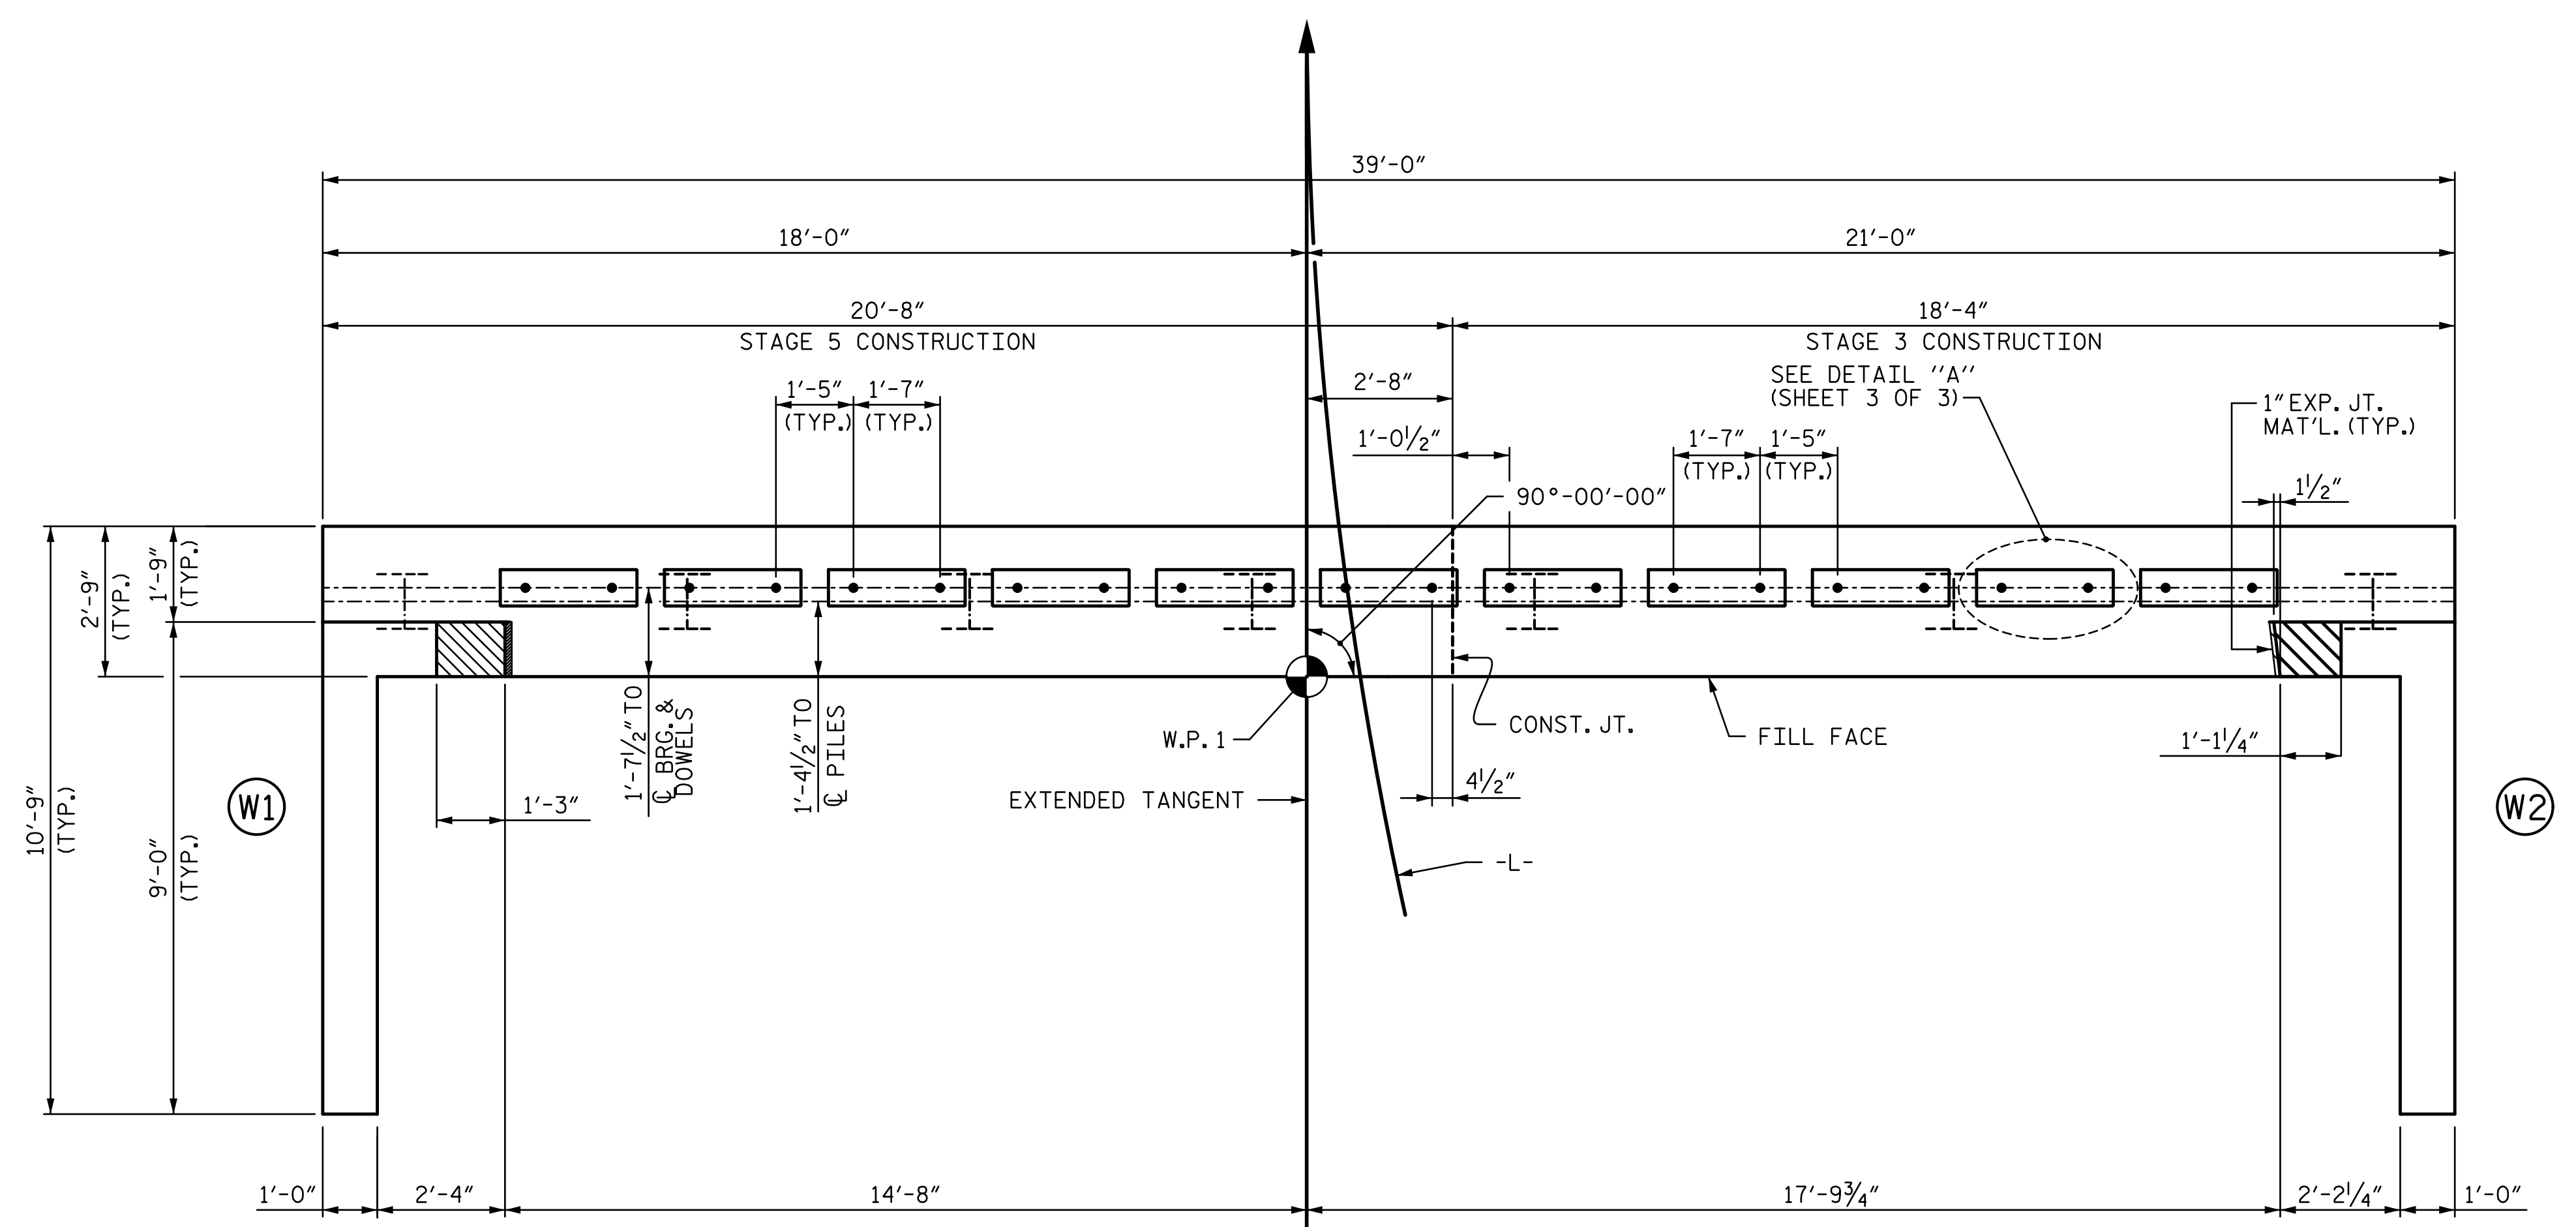 39'-0"
18'-0"
21'-0"
20'-8"
STAGE 5 CONSTRUCTION
18'-4"
STAGE 3 CONSTRUCTION
SEE DETAIL "A"
(SHEET 3 OF 3)
1'-5"
(TYP.)
1'-7"
(TYP.)
2'-8"
1'-0½"
1'-7"
(TYP.)
1'-5"
(TYP.)
1" EXP. JT.
MAT'L. (TYP.)
1½"
90°-00'-00"
10'-9"
(TYP.)
2'-9"
(TYP.)
1'-9"
(TYP.)
9'-0"
(TYP.)
1'-7½" TO
℄ BRG. &
DOWELS
1'-4½" TO
℄ PILES
W.P. 1
CONST. JT.
FILL FACE
1'-1¼"
4½"
EXTENDED TANGENT
-L-
W1
1'-3"
W2
1'-0"
2'-4"
14'-8"
17'-9¾"
2'-2¼"
1'-0"